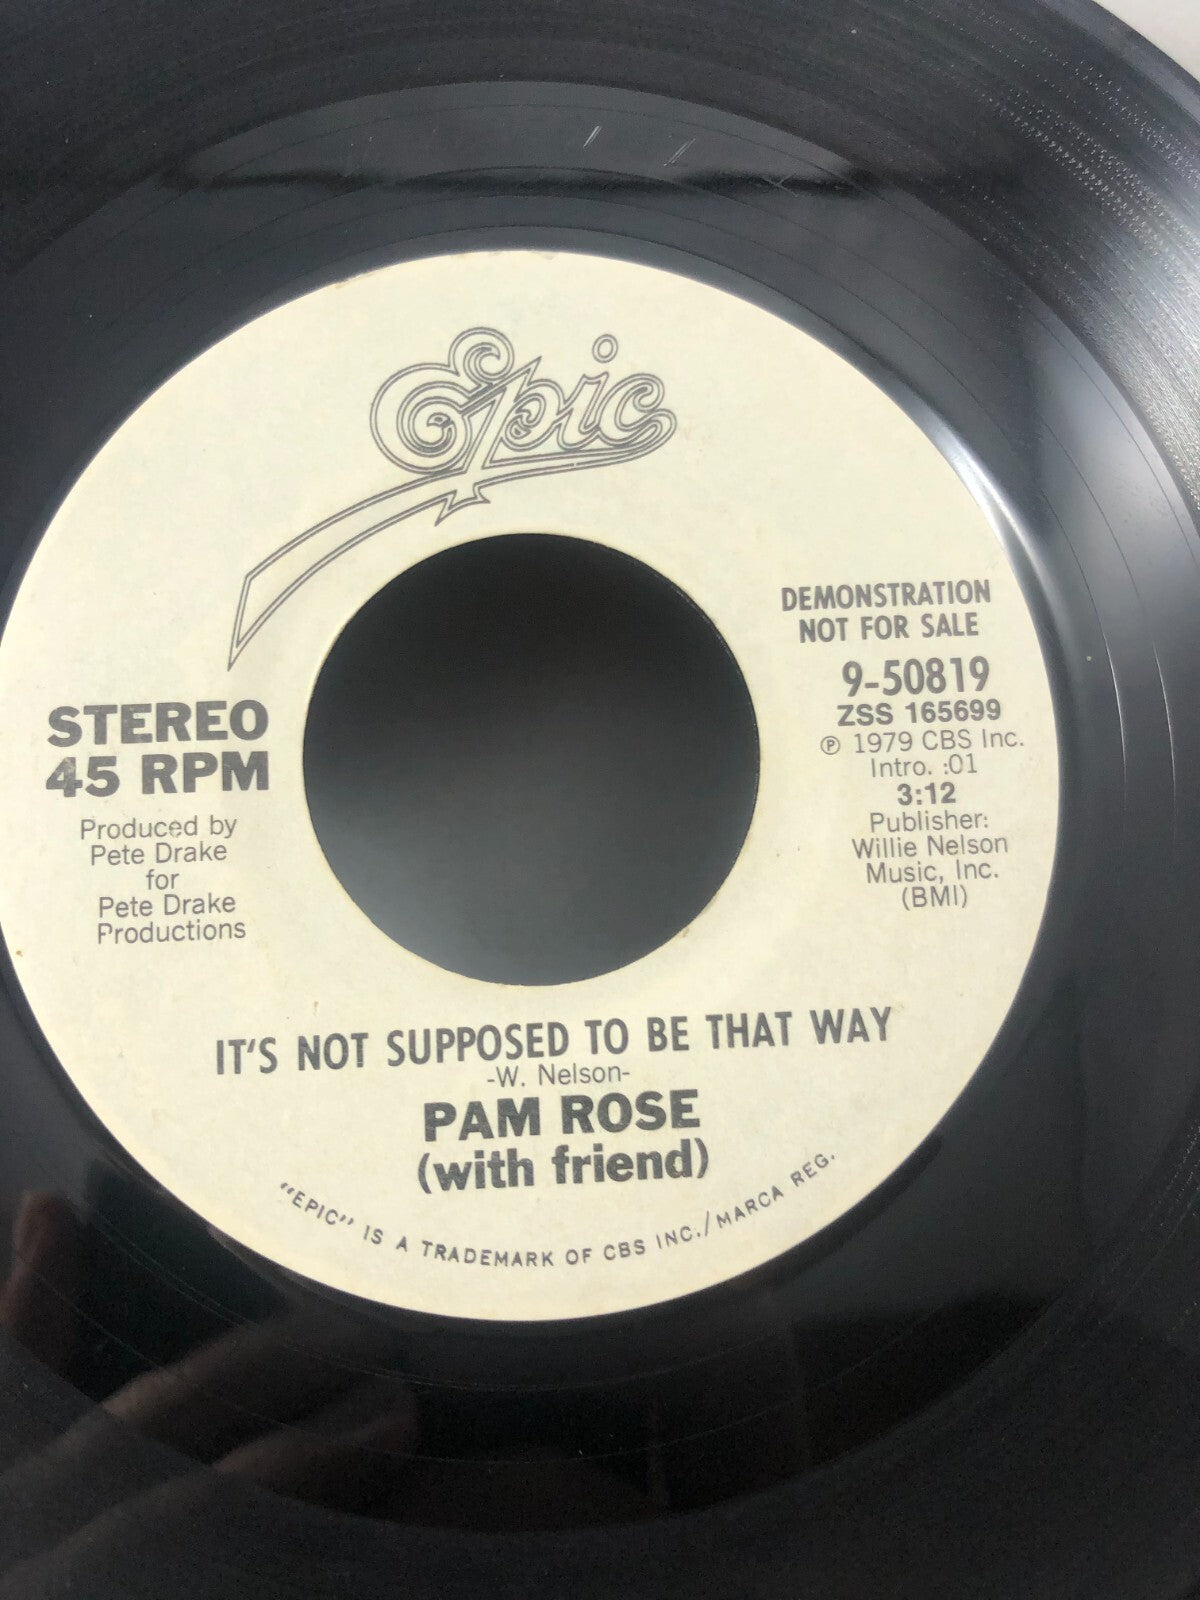 Epic
DEMONSTRATION
NOT FOR SALE
9-50819
ZSS 165699
℗ 1979 CBS Inc.
Intro. :01
3:12
Publisher:
Willie Nelson
Music, Inc.
(BMI)
STEREO
45 RPM
Produced by
Pete Drake
for
Pete Drake
Productions
IT'S NOT SUPPOSED TO BE THAT WAY
-W. Nelson-
PAM ROSE
(with friend)
"EPIC" IS A TRADEMARK OF CBS INC./MARCA REG.